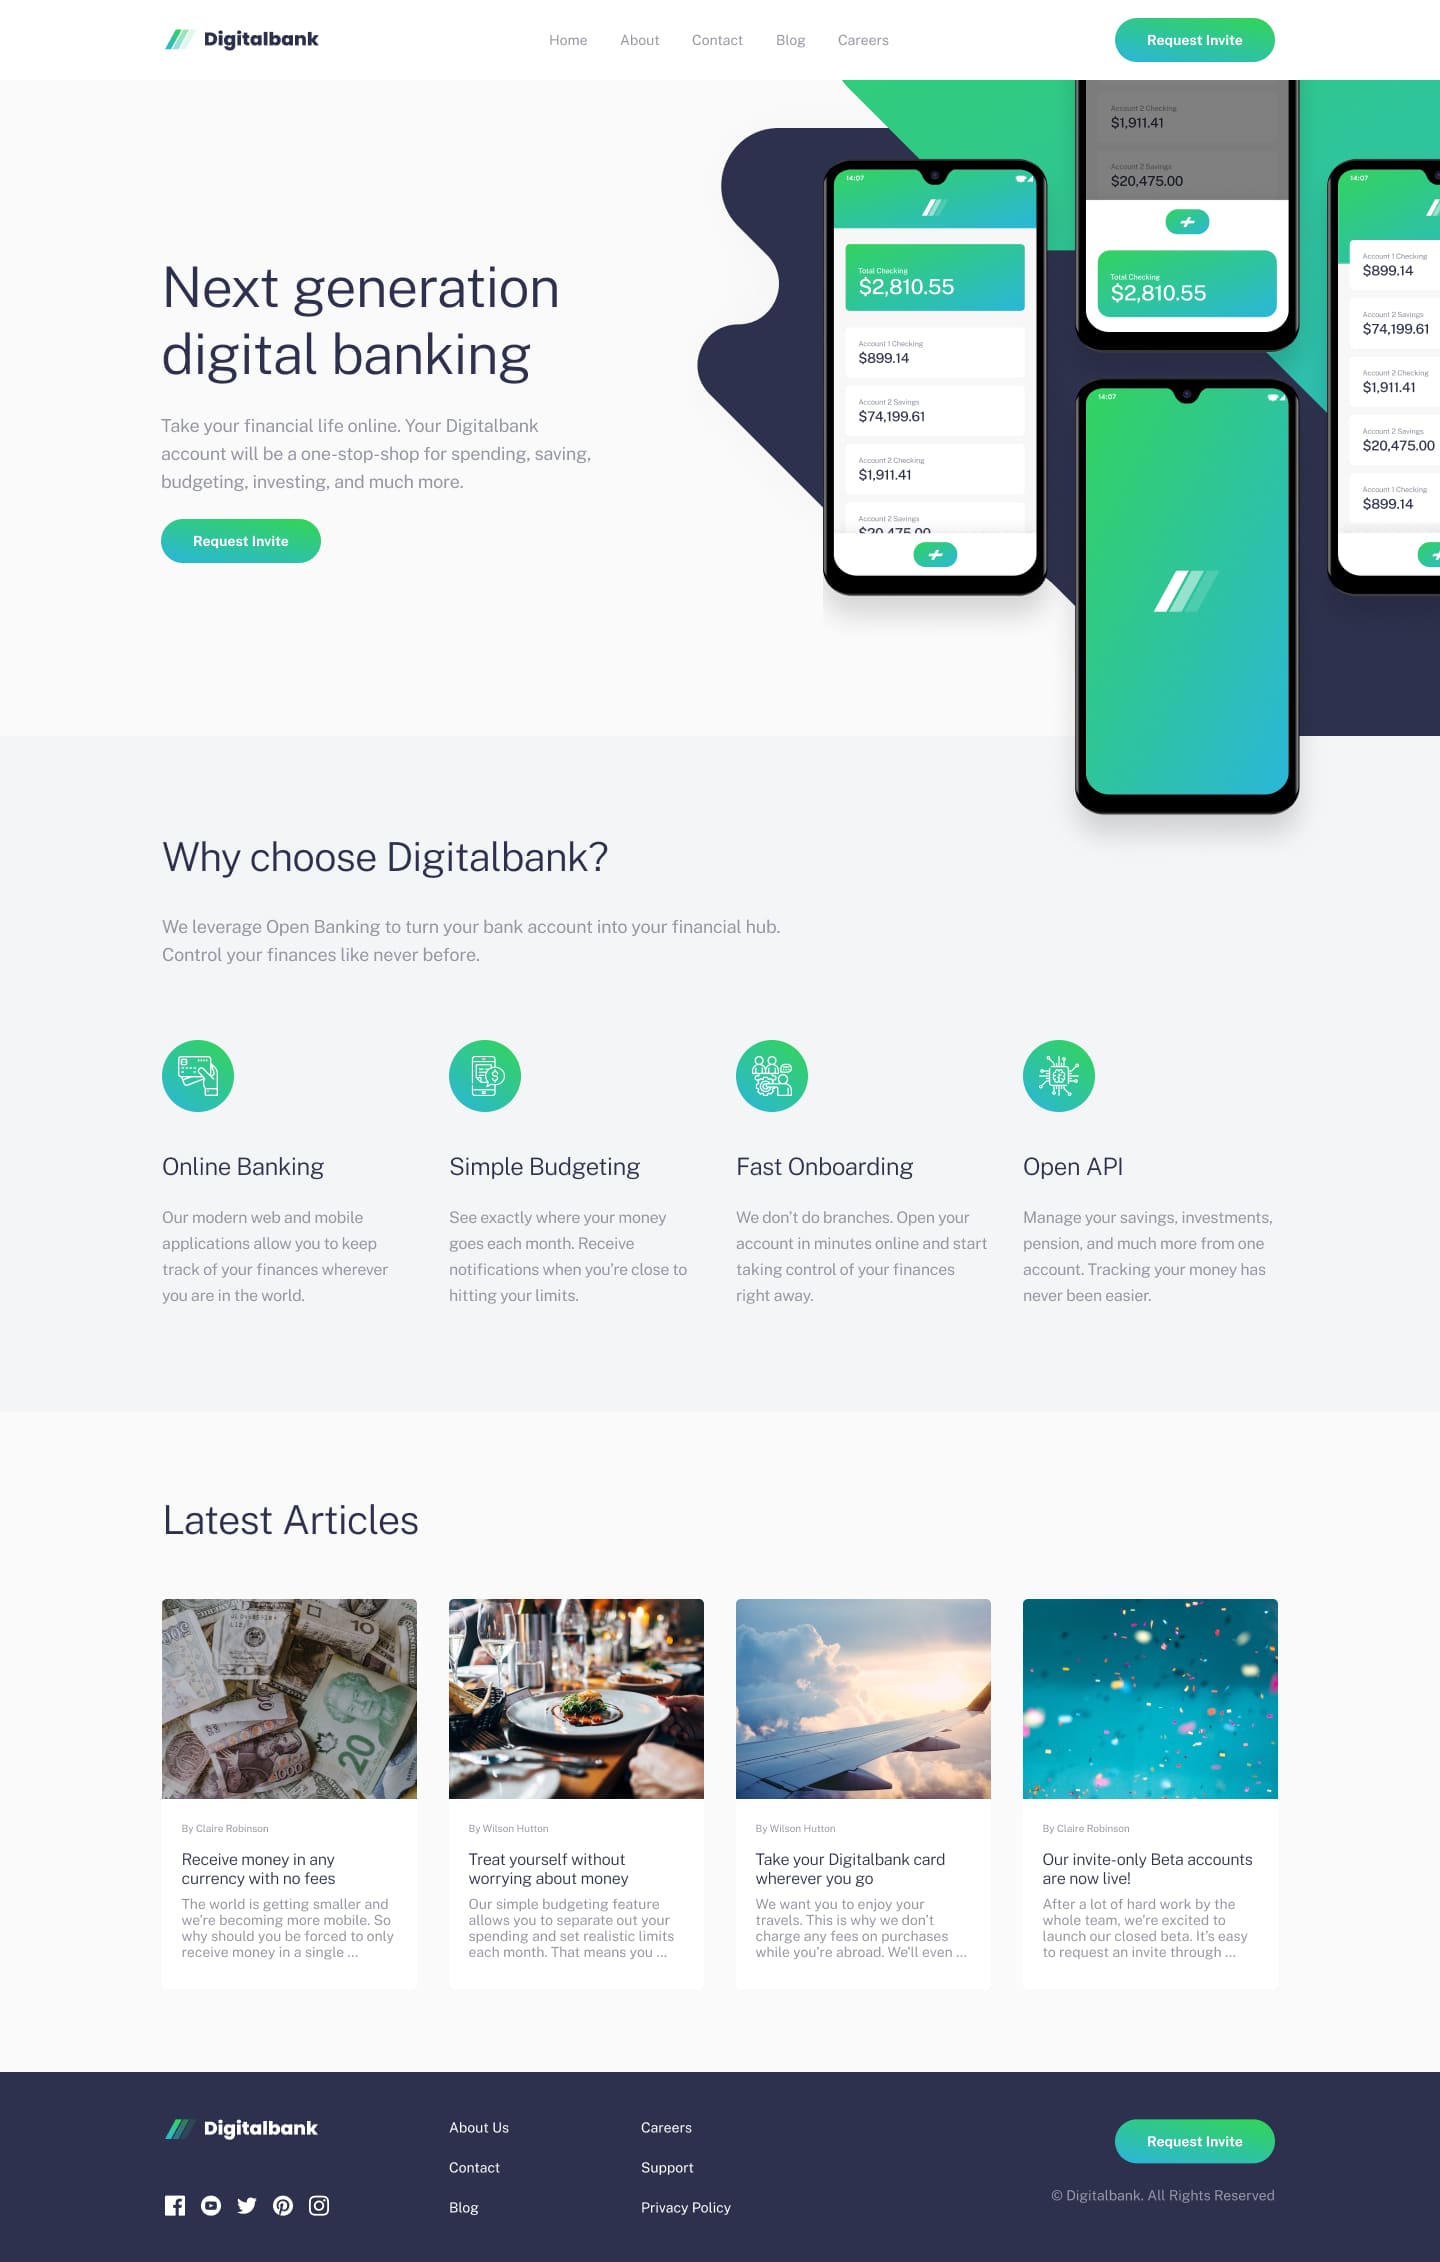 Digitalbank
Home
About
Contact
Blog
Careers
Request Invite
Next generation
digital banking
Take your financial life online. Your Digitalbank
account will be a one-stop-shop for spending, saving,
budgeting, investing, and much more.
Request Invite
14:07
Total Checking
$2,810.55
Account 1 Checking
$899.14
Account 2 Savings
$74,199.61
Account 2 Checking
$1,911.41
Account 2 Savings
$20,475.00
Account 2 Checking
$1,911.41
Account 2 Savings
$20,475.00
Total Checking
$2,810.55
14:07
14:07
Account 1 Checking
$899.14
Account 2 Savings
$74,199.61
Account 2 Checking
$1,911.41
Account 2 Savings
$20,475.00
Account 1 Checking
$899.14
Why choose Digitalbank?
We leverage Open Banking to turn your bank account into your financial hub.
Control your finances like never before.
Online Banking
Our modern web and mobile
applications allow you to keep
track of your finances wherever
you are in the world.
Simple Budgeting
See exactly where your money
goes each month. Receive
notifications when you're close to
hitting your limits.
Fast Onboarding
We don't do branches. Open your
account in minutes online and start
taking control of your finances
right away.
Open API
Manage your savings, investments,
pension, and much more from one
account. Tracking your money has
never been easier.
Latest Articles
10
20
1000
By Claire Robinson
Receive money in any
currency with no fees
The world is getting smaller and
we're becoming more mobile. So
why should you be forced to only
receive money in a single ...
By Wilson Hutton
Treat yourself without
worrying about money
Our simple budgeting feature
allows you to separate out your
spending and set realistic limits
each month. That means you ...
By Wilson Hutton
Take your Digitalbank card
wherever you go
We want you to enjoy your
travels. This is why we don't
charge any fees on purchases
while you're abroad. We'll even ...
By Claire Robinson
Our invite-only Beta accounts
are now live!
After a lot of hard work by the
whole team, we're excited to
launch our closed beta. It's easy
to request an invite through ...
Digitalbank
About Us
Contact
Blog
Careers
Support
Privacy Policy
Request Invite
© Digitalbank. All Rights Reserved